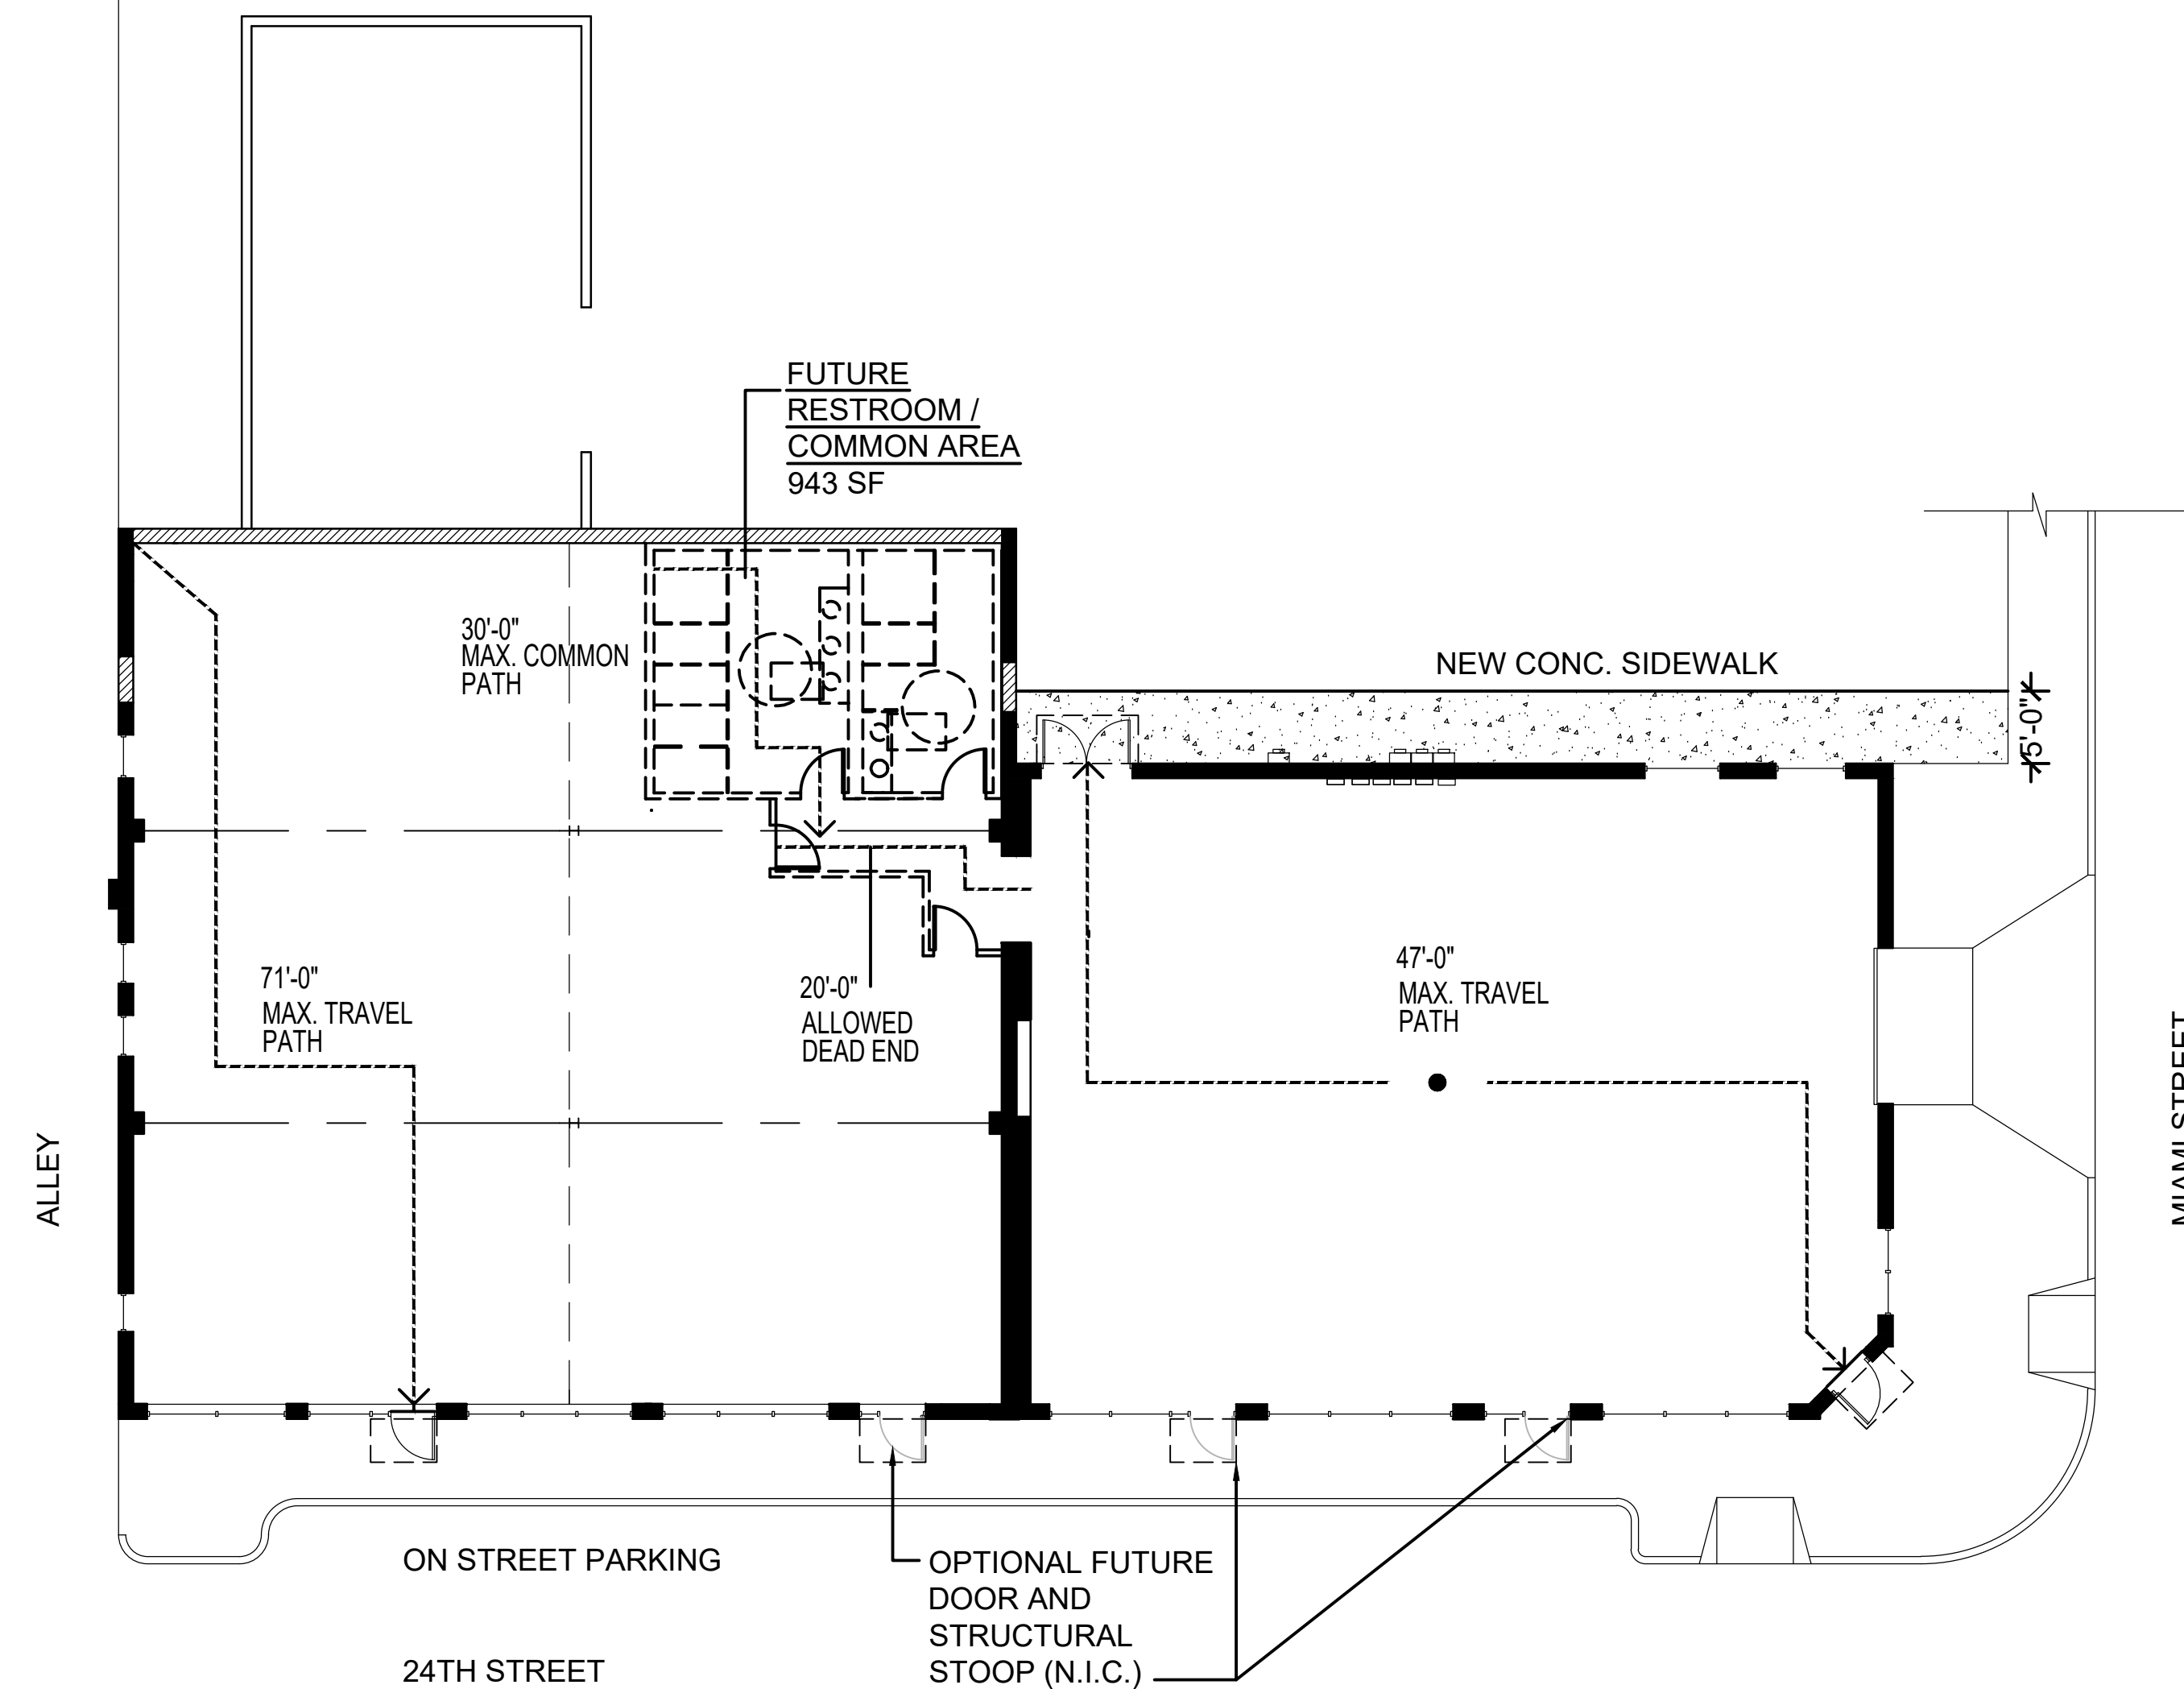 FUTURE
RESTROOM /
COMMON AREA
943 SF
30'-0"
MAX. COMMON
PATH
NEW CONC. SIDEWALK
5'-0"
71'-0"
MAX. TRAVEL
PATH
20'-0"
ALLOWED
DEAD END
47'-0"
MAX. TRAVEL
PATH
ALLEY
MIAMI STREET
ON STREET PARKING
24TH STREET
OPTIONAL FUTURE
DOOR AND
STRUCTURAL
STOOP (N.I.C.)